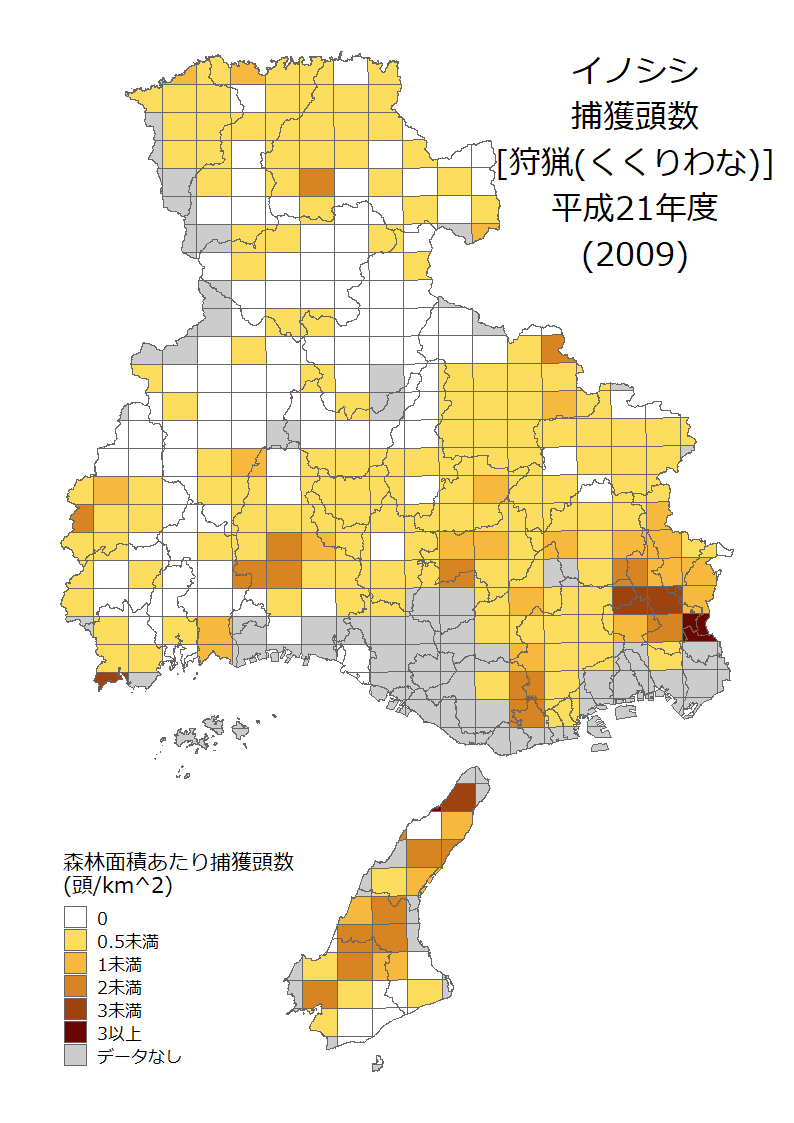 イノシシ
捕獲頭数
[狩猟(くくりわな)]
平成21年度
(2009)
森林面積あたり捕獲頭数
(頭/km^2)
0
0.5未満
1未満
2未満
3未満
3以上
データなし